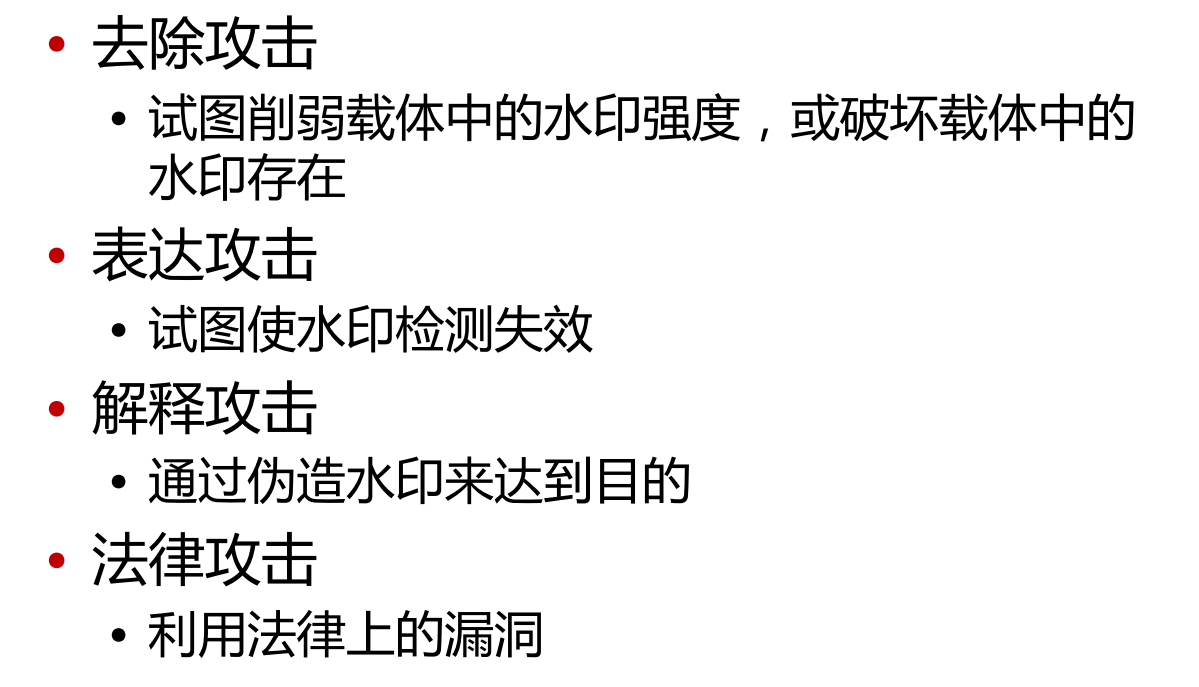 • 去除攻击
• 试图削弱载体中的水印强度，或破坏载体中的
水印存在
• 表达攻击
• 试图使水印检测失效
• 解释攻击
• 通过伪造水印来达到目的
• 法律攻击
• 利用法律上的漏洞